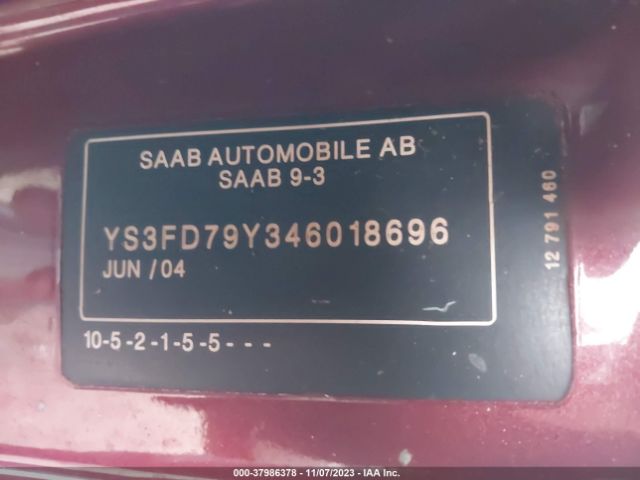 SAAB AUTOMOBILE AB
SAAB 9-3
YS3FD79Y346018696
JUN / 04
12 791 460
10-5-2-1-5-5- - -
000-37986378 - 11/07/2023 - IAA Inc.